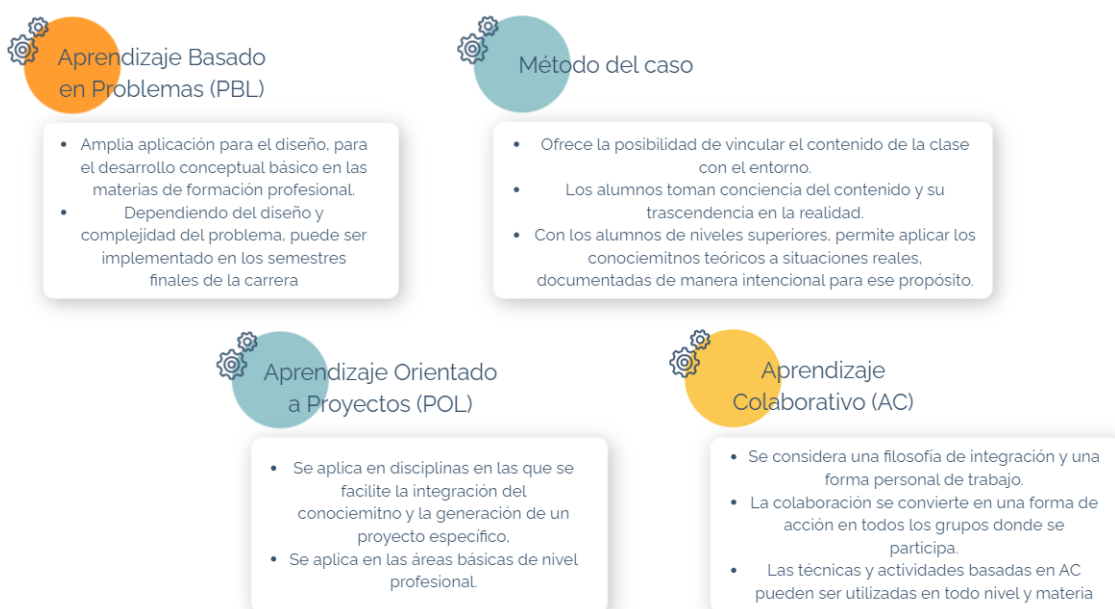 Aprendizaje Basado
en Problemas (PBL)
• Amplia aplicación para el diseño, para
el desarrollo conceptual básico en las
materias de formación profesional.
• Dependiendo del diseño y
complejidad del problema, puede ser
implementado en los semestres
finales de la carrera
Método del caso
• Ofrece la posibilidad de vincular el contenido de la clase
con el entorno.
• Los alumnos toman conciencia del contenido y su
trascendencia en la realidad.
• Con los alumnos de niveles superiores, permite aplicar los
conociemitnos teóricos a situaciones reales,
documentadas de manera intencional para ese propósito.
Aprendizaje Orientado
a Proyectos (POL)
• Se aplica en disciplinas en las que se
facilite la integración del
conociemitno y la generación de un
proyecto específico,
• Se aplica en las áreas básicas de nivel
profesional.
Aprendizaje
Colaborativo (AC)
• Se considera una filosofía de integración y una
forma personal de trabajo.
• La colaboración se convierte en una forma de
acción en todos los grupos donde se
participa.
• Las técnicas y actividades basadas en AC
pueden ser utilizadas en todo nivel y materia